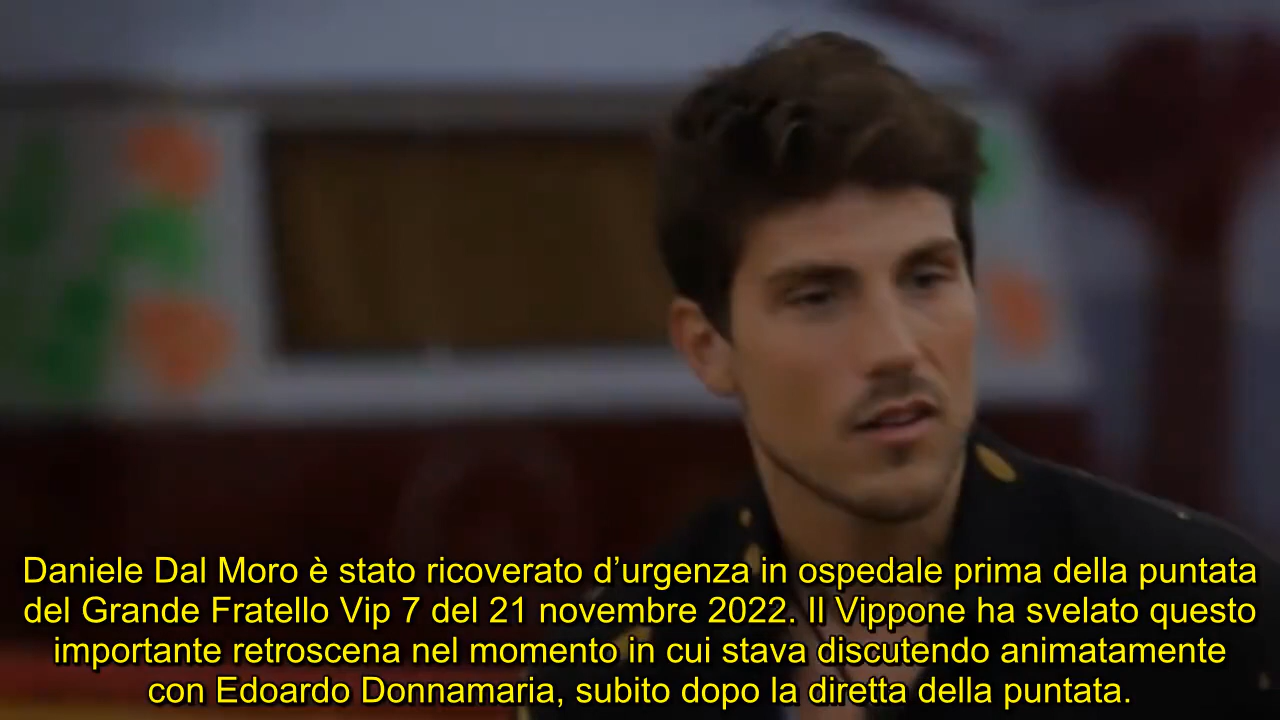 Daniele Dal Moro è stato ricoverato d’urgenza in ospedale prima della puntata
del Grande Fratello Vip 7 del 21 novembre 2022. Il Vippone ha svelato questo
importante retroscena nel momento in cui stava discutendo animatamente
con Edoardo Donnamaria, subito dopo la diretta della puntata.